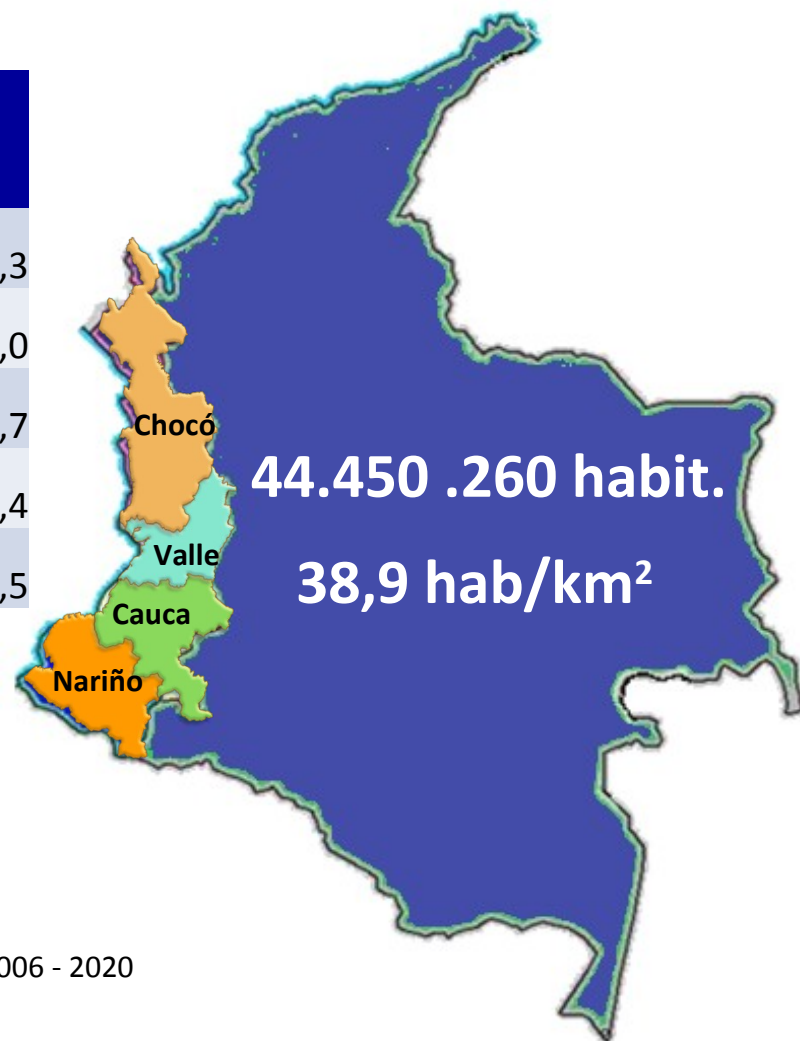 ,3
,0
,7
,4
,5
Chocó
44.450 .260 habit.
Valle
38,9 hab/km²
Cauca
Nariño
006 - 2020